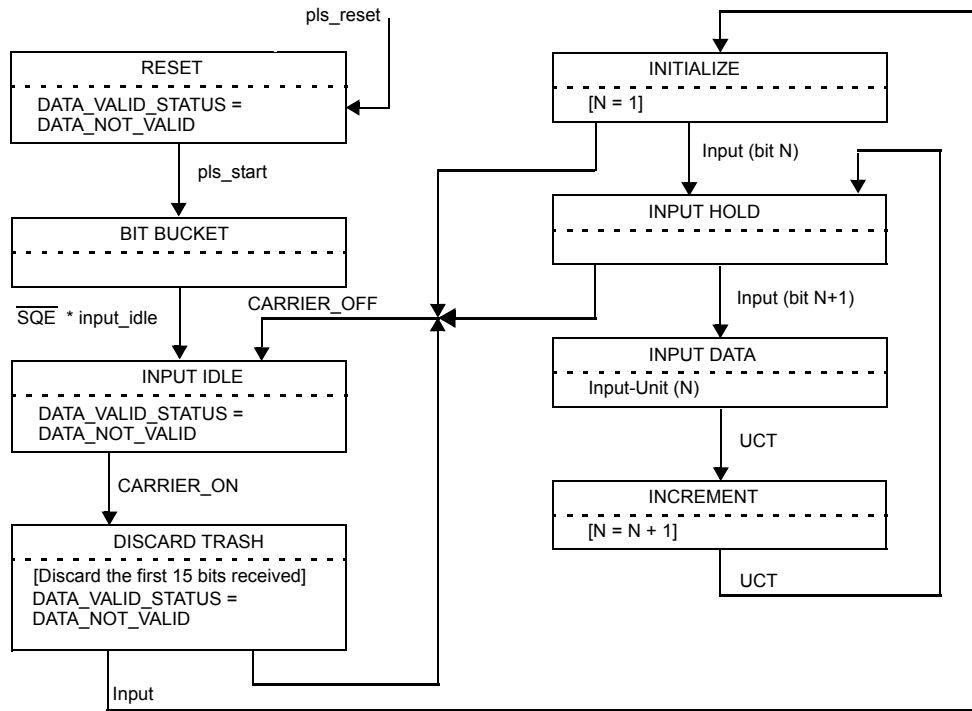 pls_reset
RESET
DATA_VALID_STATUS =
DATA_NOT_VALID
pls_start
BIT BUCKET
S̅Q̅E̅ * input_idle
CARRIER_OFF
INPUT IDLE
DATA_VALID_STATUS =
DATA_NOT_VALID
CARRIER_ON
DISCARD TRASH
[Discard the first 15 bits received]
DATA_VALID_STATUS =
DATA_NOT_VALID
Input
INITIALIZE
[N = 1]
Input (bit N)
INPUT HOLD
Input (bit N+1)
INPUT DATA
Input-Unit (N)
UCT
INCREMENT
[N = N + 1]
UCT